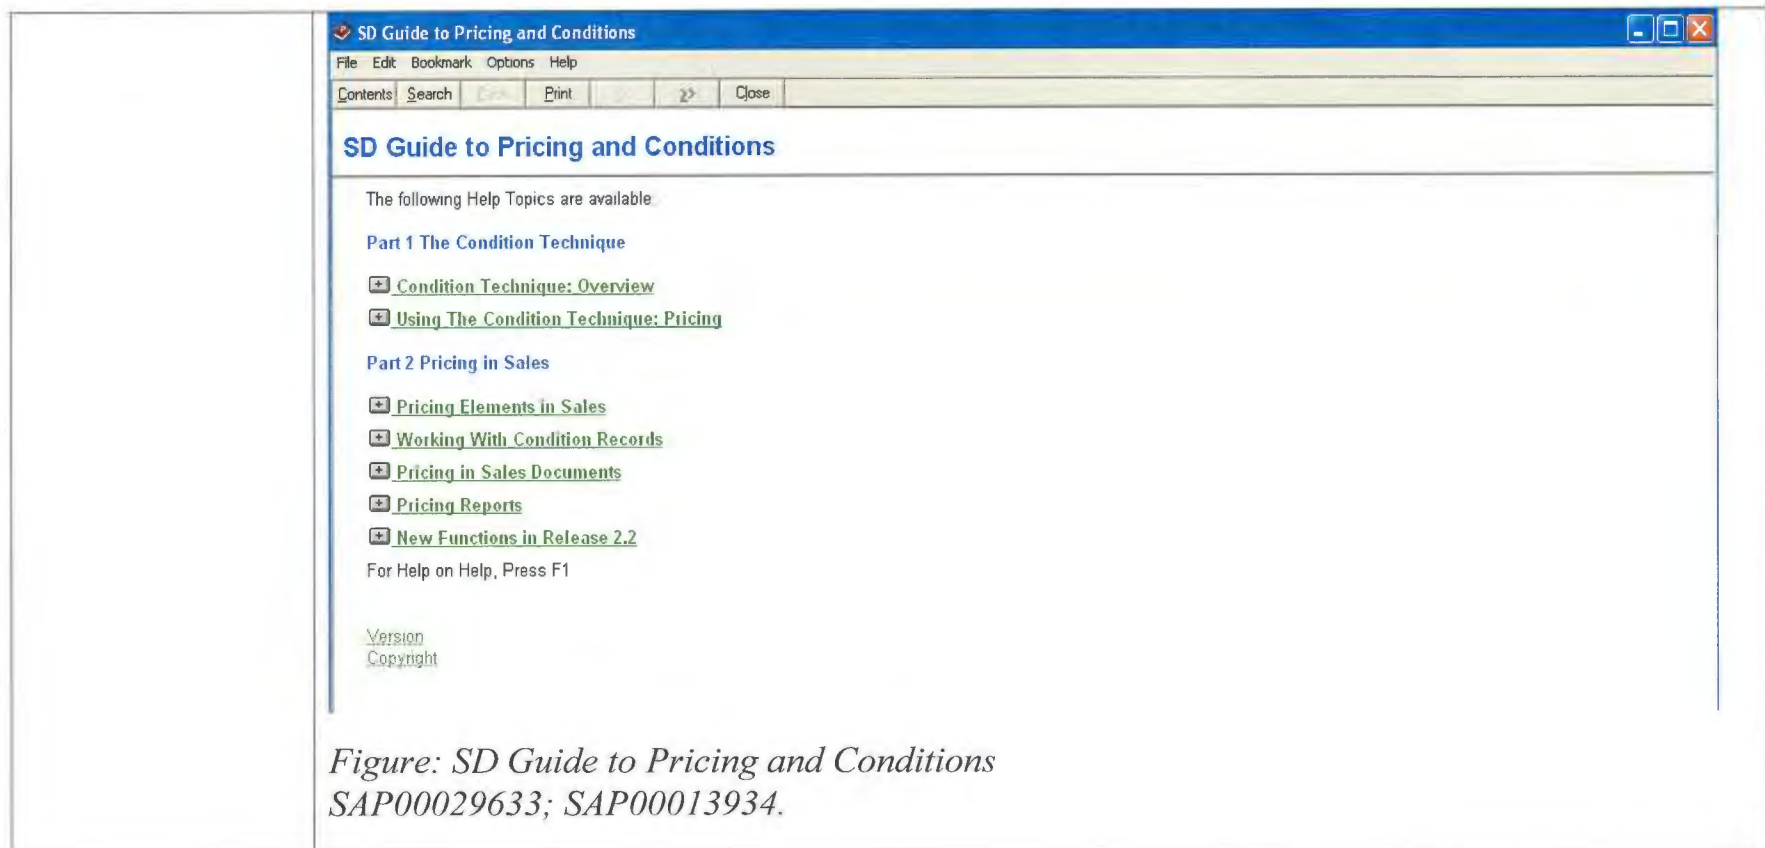 SD Guide to Pricing and Conditions
File Edit Bookmark Options Help
Contents Search Print >> Close
SD Guide to Pricing and Conditions
The following Help Topics are available
Part 1 The Condition Technique
Condition Technique: Overview
Using The Condition Technique: Pricing
Part 2 Pricing in Sales
Pricing Elements in Sales
Working With Condition Records
Pricing in Sales Documents
Pricing Reports
New Functions in Release 2.2
For Help on Help, Press F1
Version
Copyright
Figure: SD Guide to Pricing and Conditions
SAP00029633; SAP00013934.